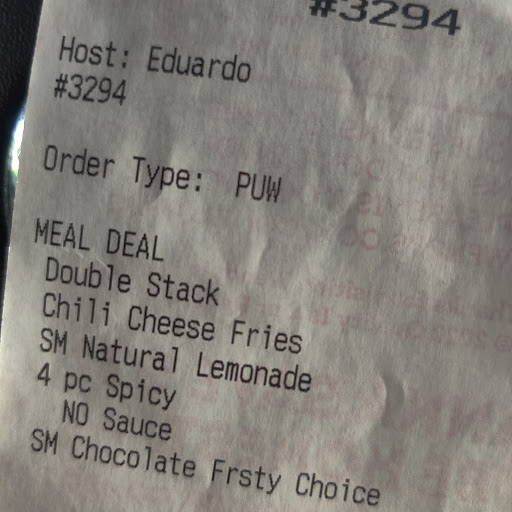 #3294
Host: Eduardo
#3294
Order Type: PUW
MEAL DEAL
Double Stack
Chili Cheese Fries
SM Natural Lemonade
4 pc Spicy
NO Sauce
SM Chocolate Frsty Choice